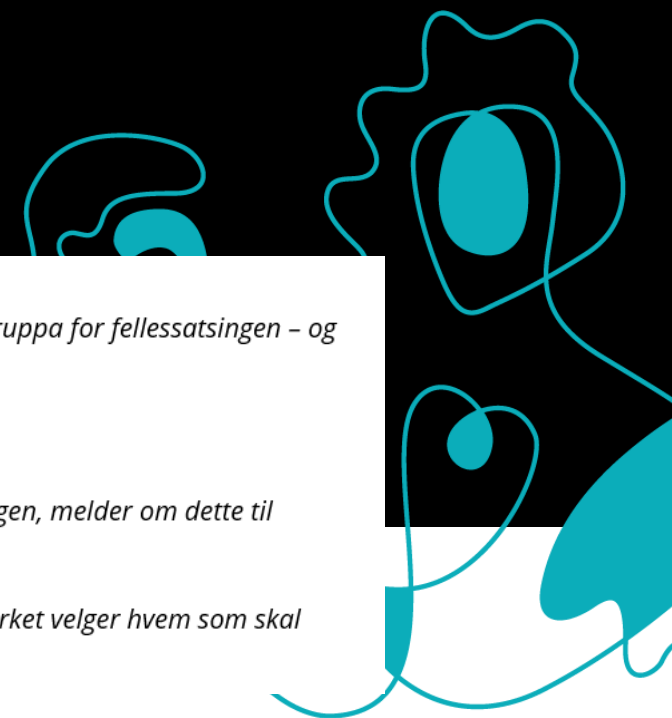 ruppa for fellessatsingen – og
gen, melder om dette til
rket velger hvem som skal